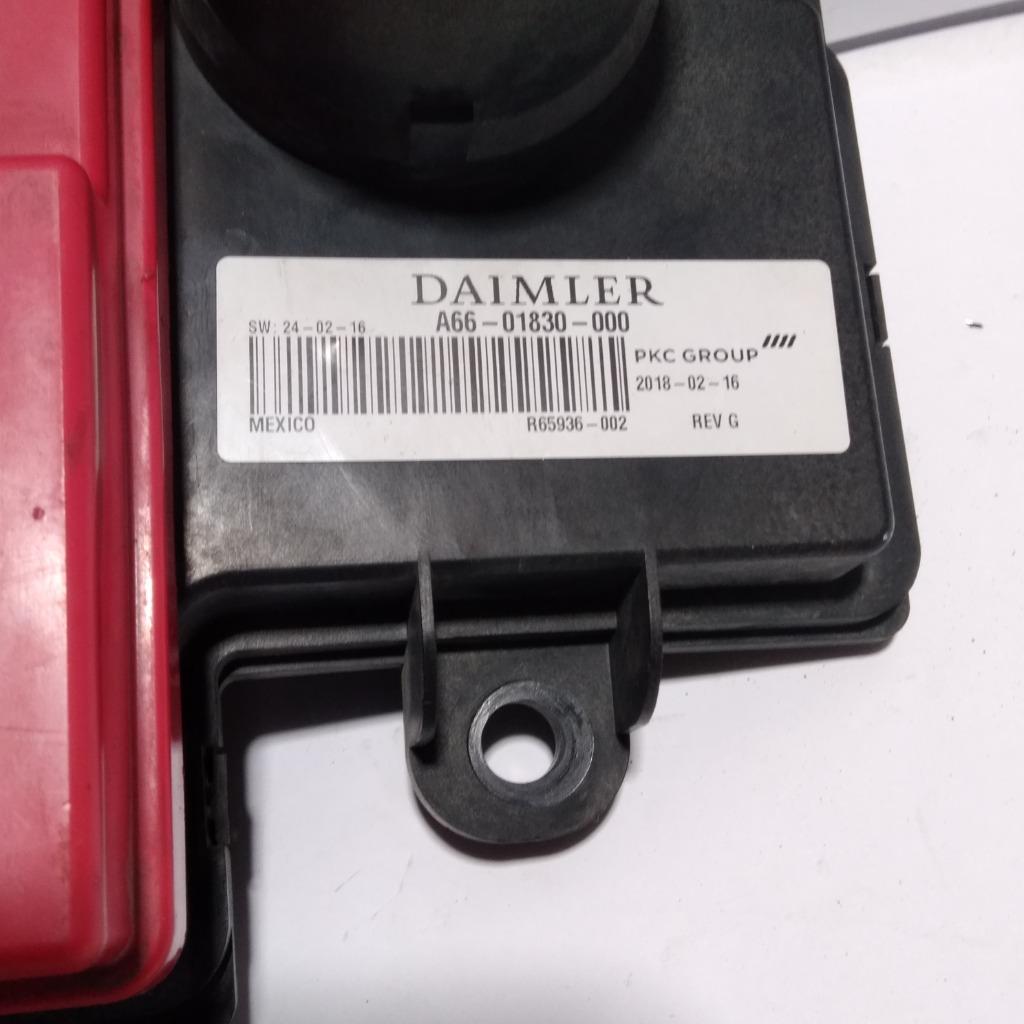 DAIMLER
SW: 24-02-16 A66-01830-000
PKC GROUP
2018-02-16
MEXICO R65936-002 REV G